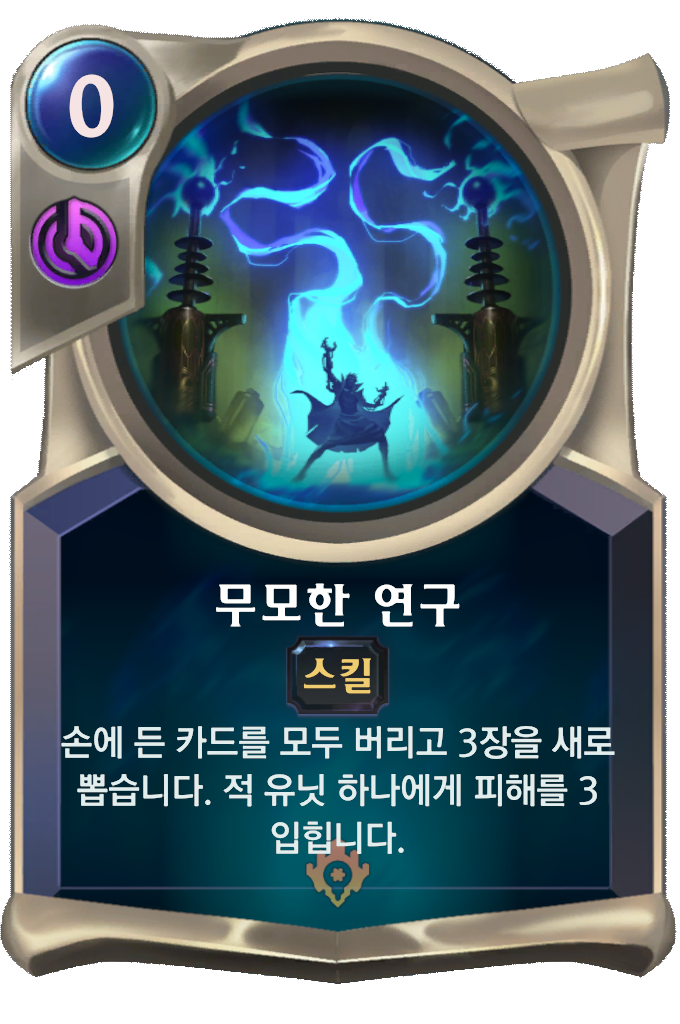 0
무모한 연구
스킬
손에 든 카드를 모두 버리고 3장을 새로
뽑습니다. 적 유닛 하나에게 피해를 3
입힙니다.